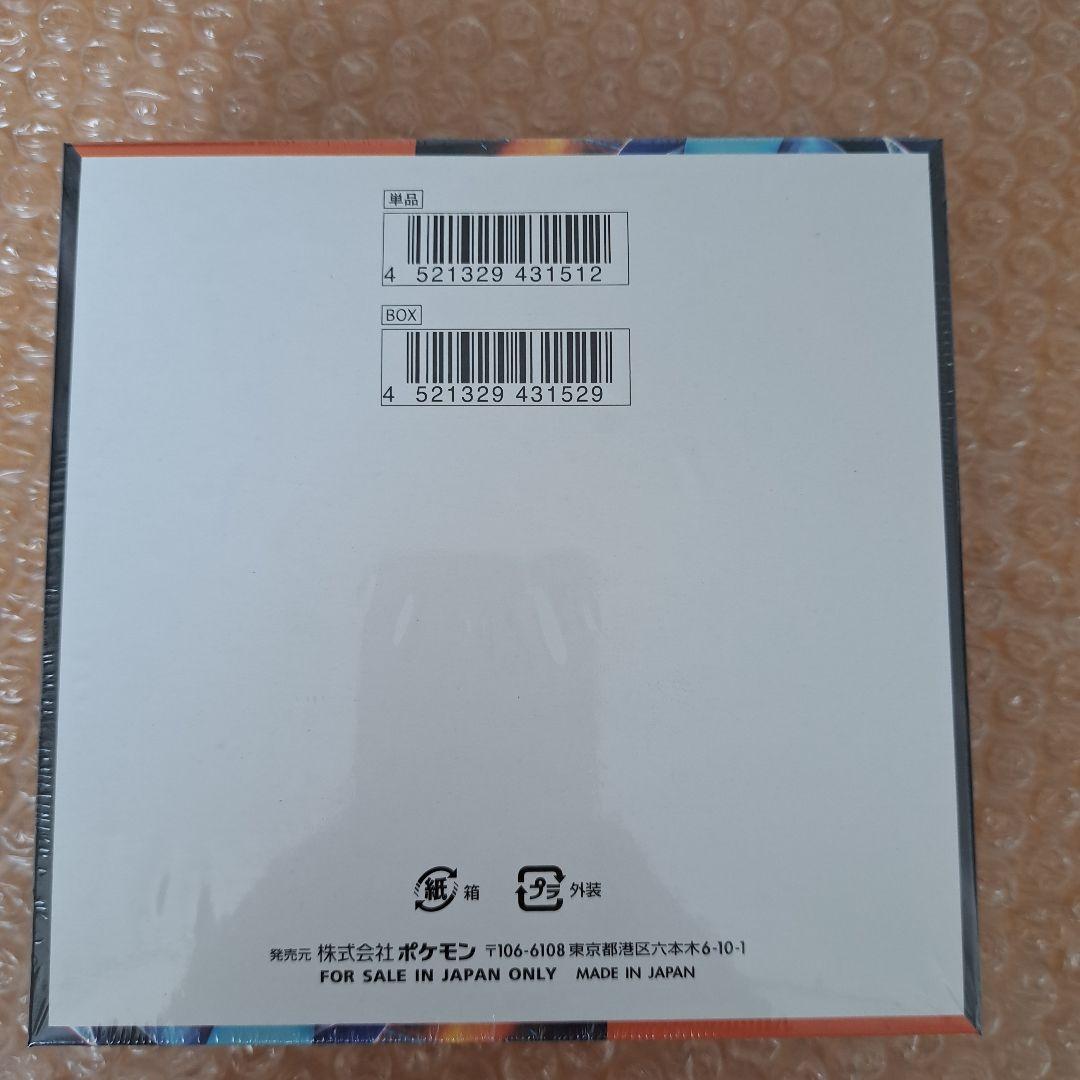 単品
4 521329 431512
BOX
4 521329 431529
紙 箱 プラ 外装
発売元 株式会社 ポケモン 〒106-6108 東京都港区六本木6-10-1
FOR SALE IN JAPAN ONLY MADE IN JAPAN